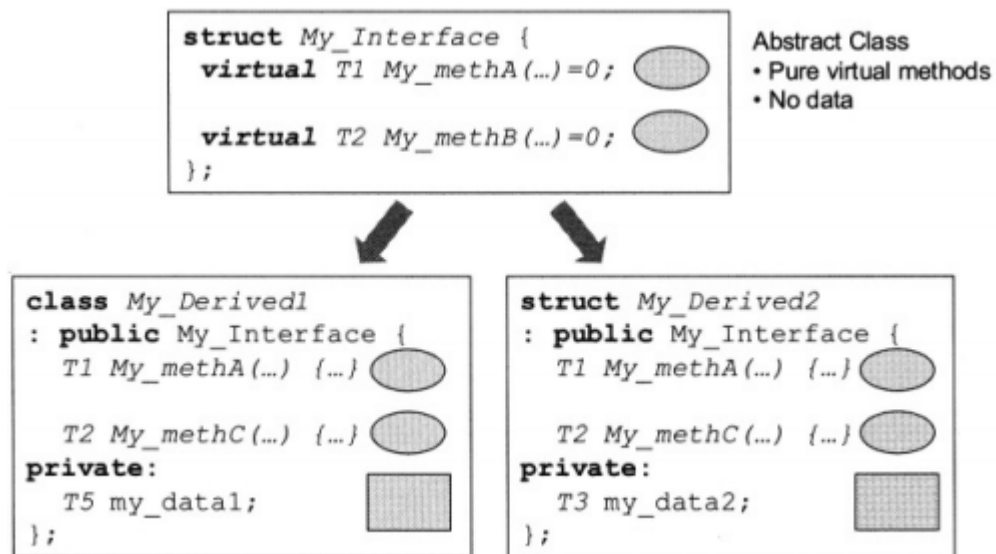 struct My_Interface {
virtual T1 My_methA(…)=0;
virtual T2 My_methB(…)=0;
};
Abstract Class
• Pure virtual methods
• No data
class My_Derived1
: public My_Interface {
T1 My_methA(…) {…}
T2 My_methC(…) {…}
private:
T5 my_data1;
};
struct My_Derived2
: public My_Interface {
T1 My_methA(…) {…}
T2 My_methC(…) {…}
private:
T3 my_data2;
};